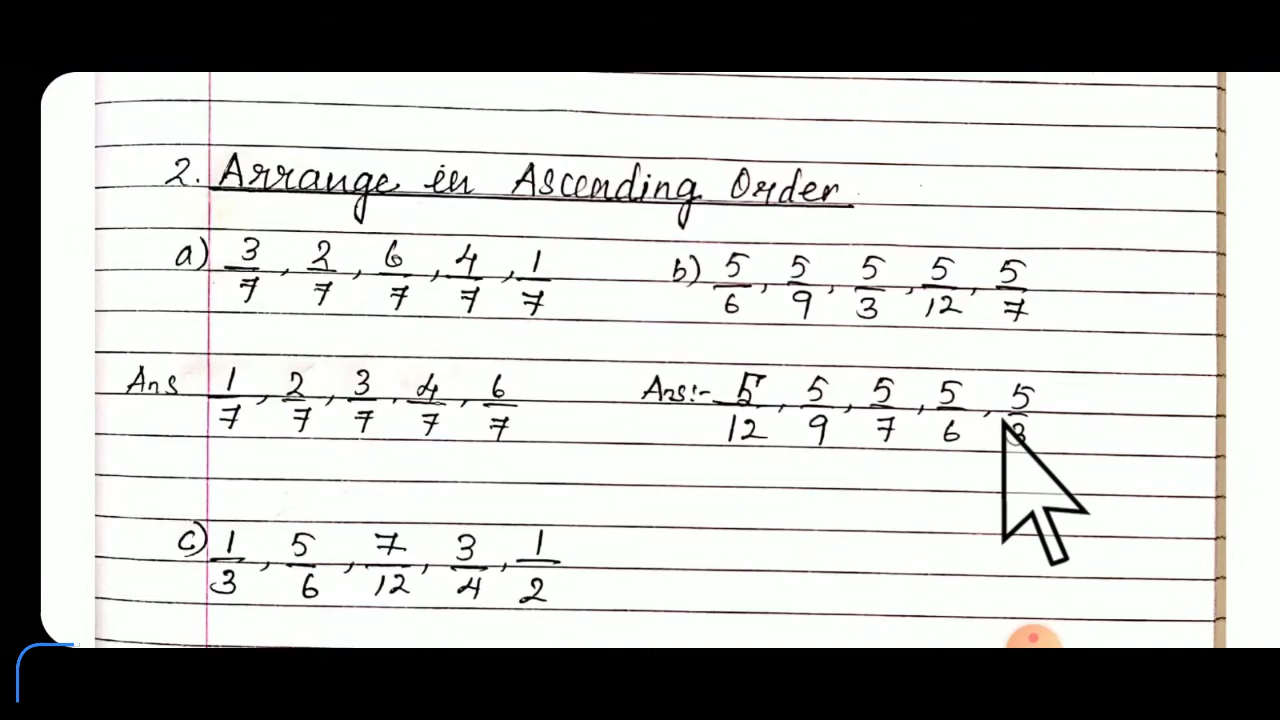 2. Arrange in Ascending Order
a) 3/7, 2/7, 6/7, 4/7, 1/7 b) 5/6, 5/9, 5/3, 5/12, 5/7
Ans 1/7, 2/7, 3/7, 4/7, 6/7 Ans:- 5/12, 5/9, 5/7, 5/6, 5/3
c) 1/3, 5/6, 7/12, 3/4, 1/2